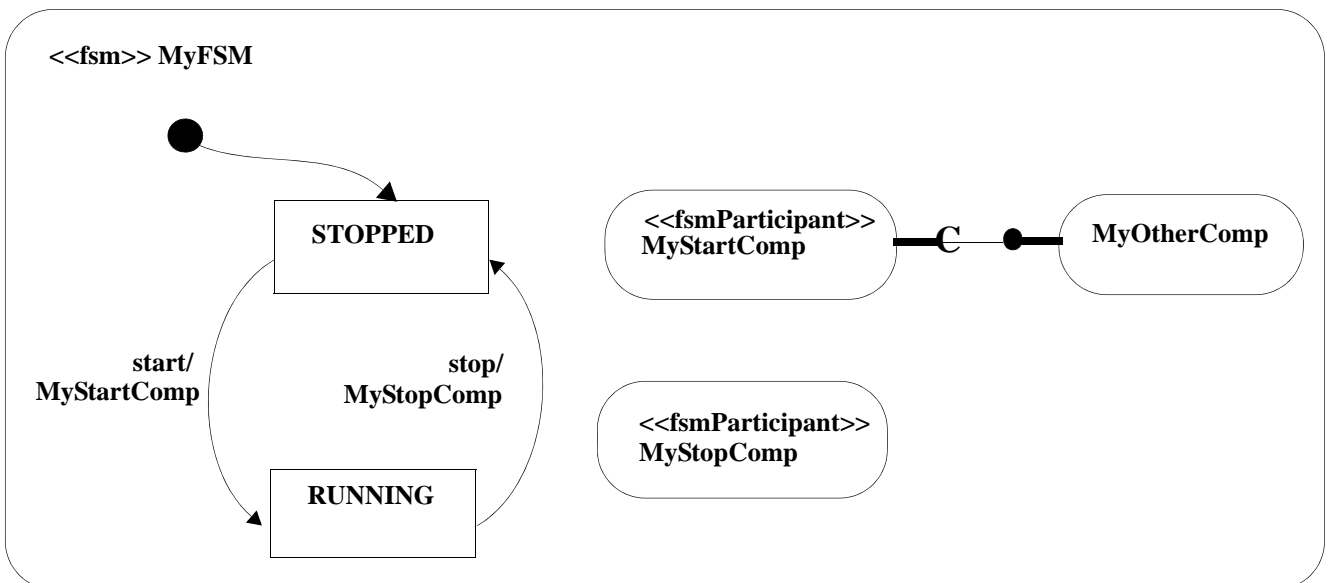 <<fsm>> MyFSM
STOPPED
<<fsmParticipant>>
MyStartComp
C
MyOtherComp
start/
MyStartComp
stop/
MyStopComp
<<fsmParticipant>>
MyStopComp
RUNNING